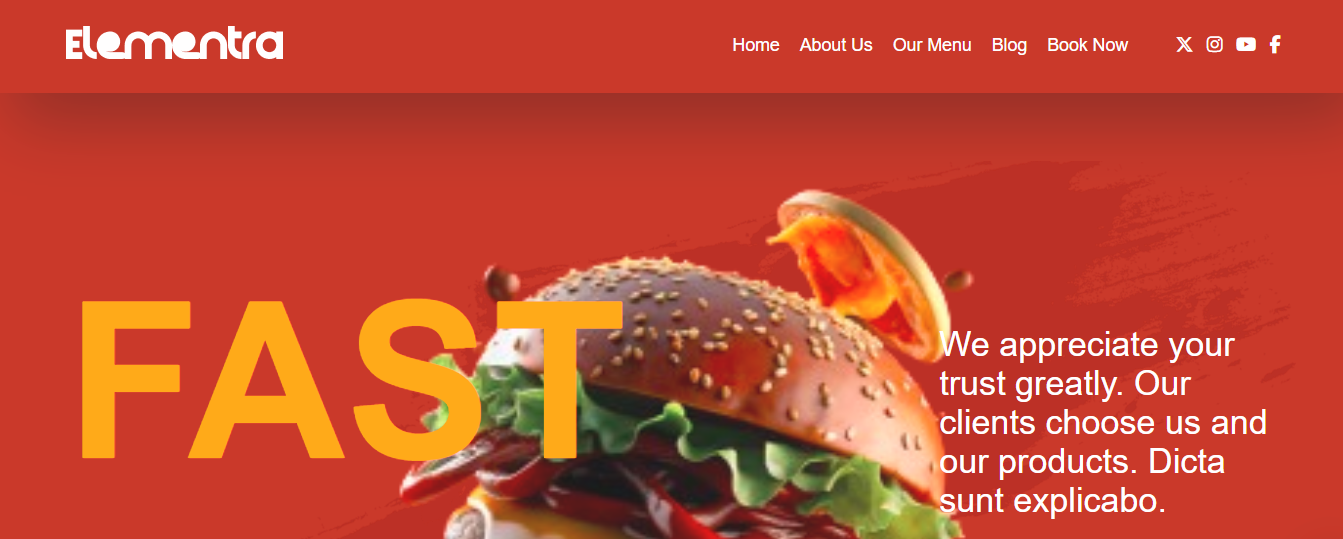 Elementra
Home About Us Our Menu Blog Book Now
FAST
We appreciate your
trust greatly. Our
clients choose us and
our products. Dicta
sunt explicabo.